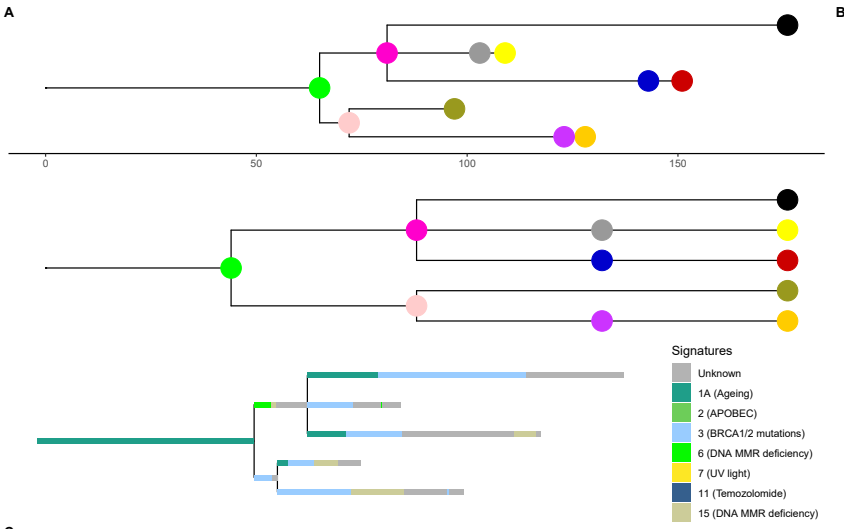 A
B
0 50 100 150
Signatures
Unknown
1A (Ageing)
2 (APOBEC)
3 (BRCA1/2 mutations)
6 (DNA MMR deficiency)
7 (UV light)
11 (Temozolomide)
15 (DNA MMR deficiency)